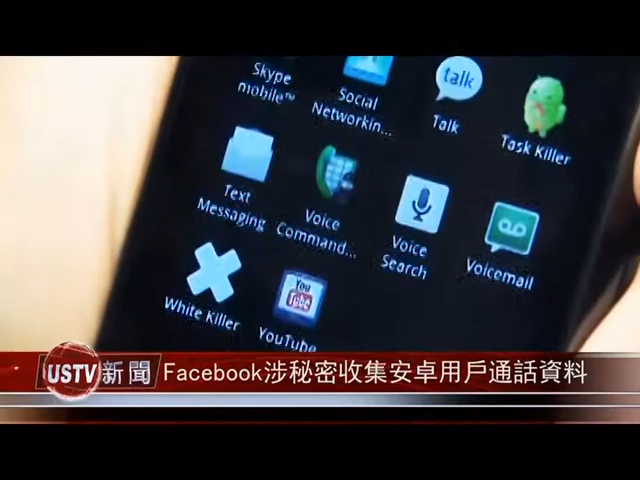 Skype
mobile™
Social
Networkin...
talk
Talk
Task Killer
Text
Messaging
Voice
Command...
Voice
Search
Voicemail
White Killer
You
Tube
YouTube
USTV新聞 Facebook涉秘密收集安卓用戶通話資料